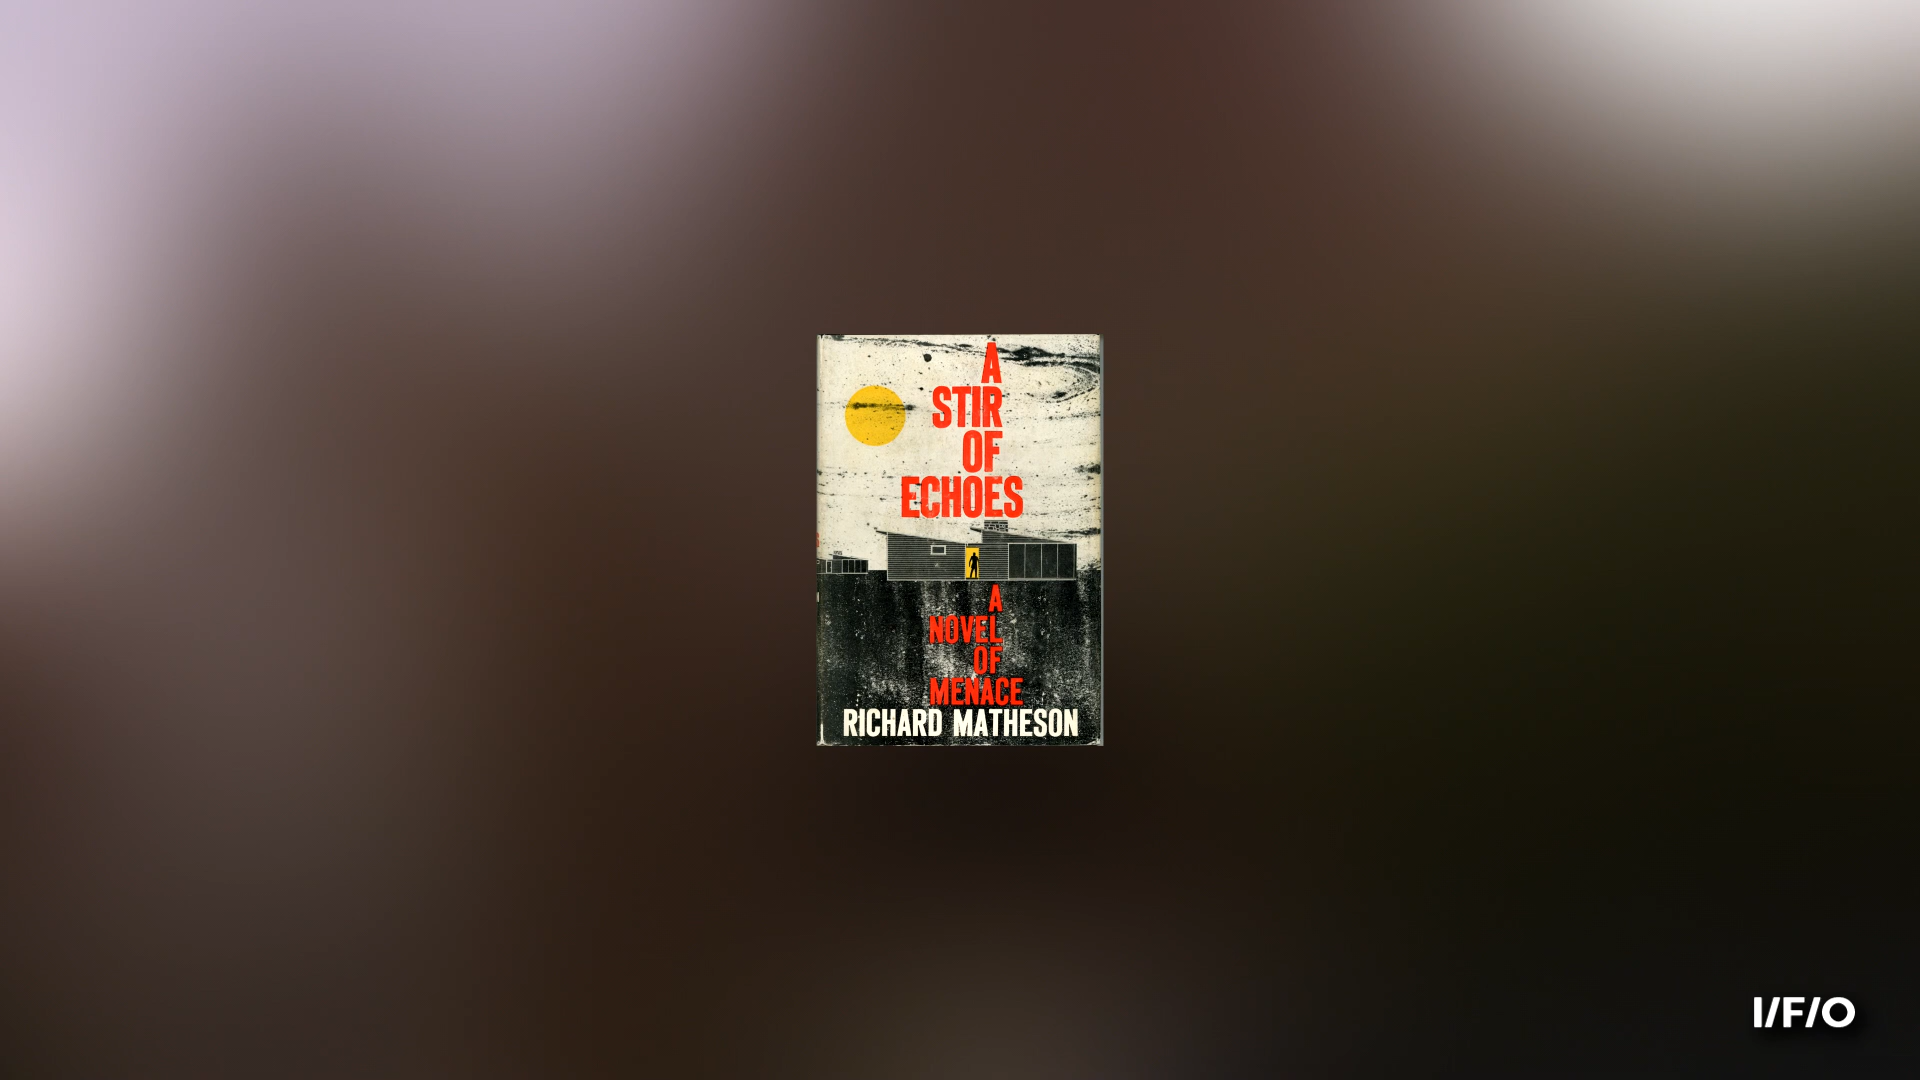 A
STIR
OF
ECHOES
A
NOVEL
OF
MENACE
RICHARD MATHESON
I/F/O